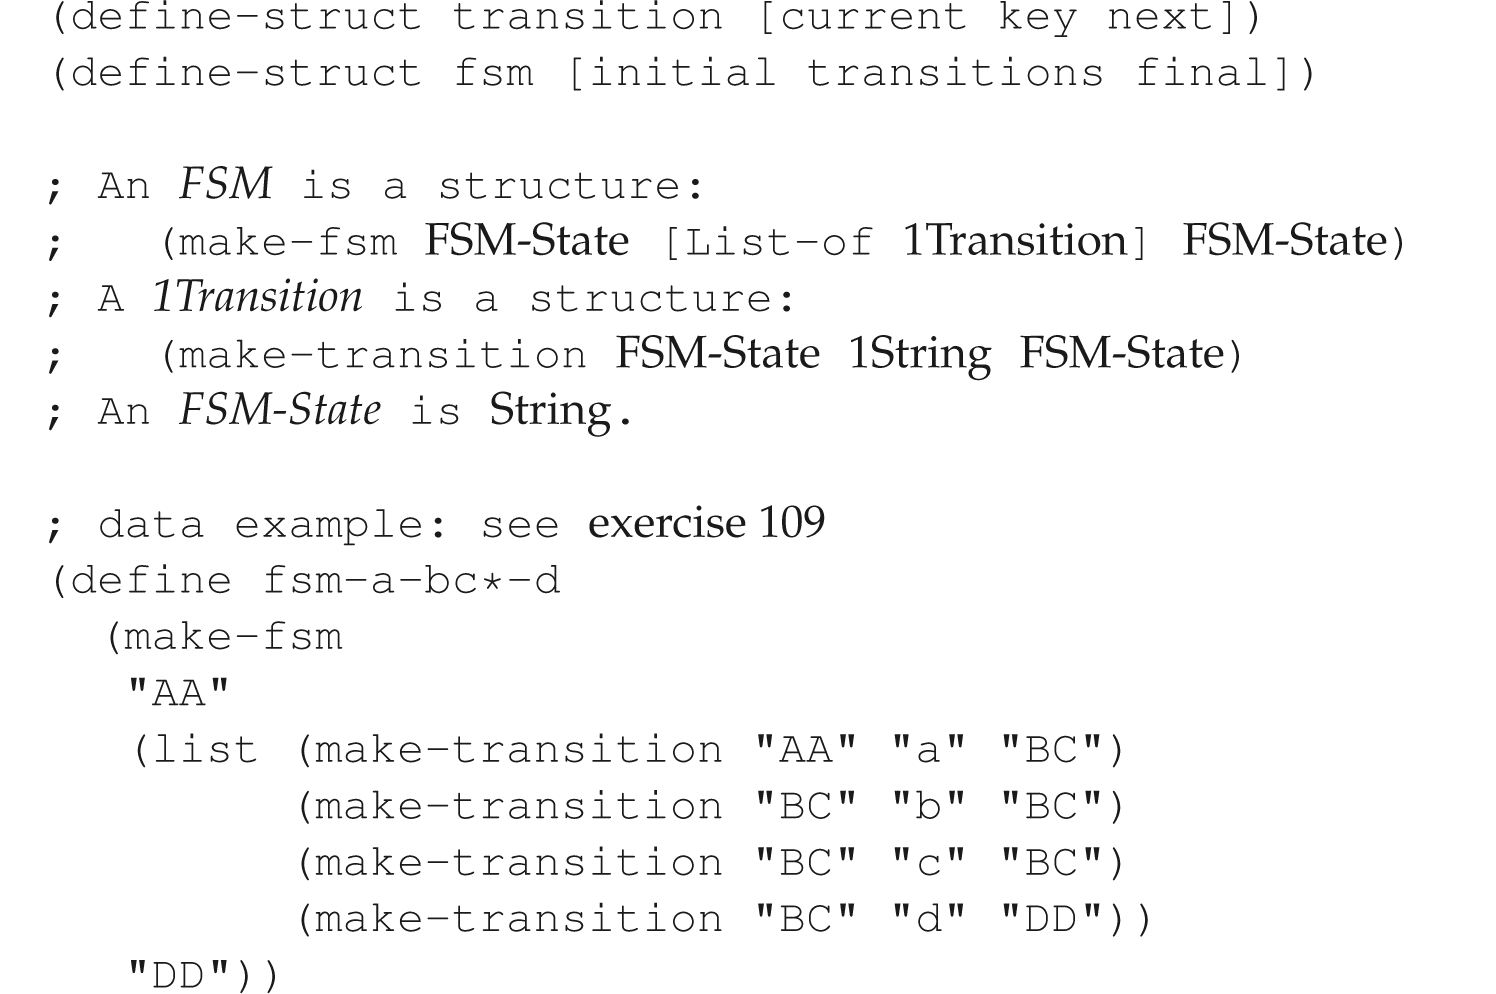 (define-struct transition [current key next])
(define-struct fsm [initial transitions final])
; An FSM is a structure:
;   (make-fsm FSM-State [List-of 1Transition] FSM-State)
; A 1Transition is a structure:
;   (make-transition FSM-State 1String FSM-State)
; An FSM-State is String.
; data example: see exercise 109
(define fsm-a-bc*-d
  (make-fsm
   "AA"
   (list (make-transition "AA" "a" "BC")
         (make-transition "BC" "b" "BC")
         (make-transition "BC" "c" "BC")
         (make-transition "BC" "d" "DD"))
   "DD"))